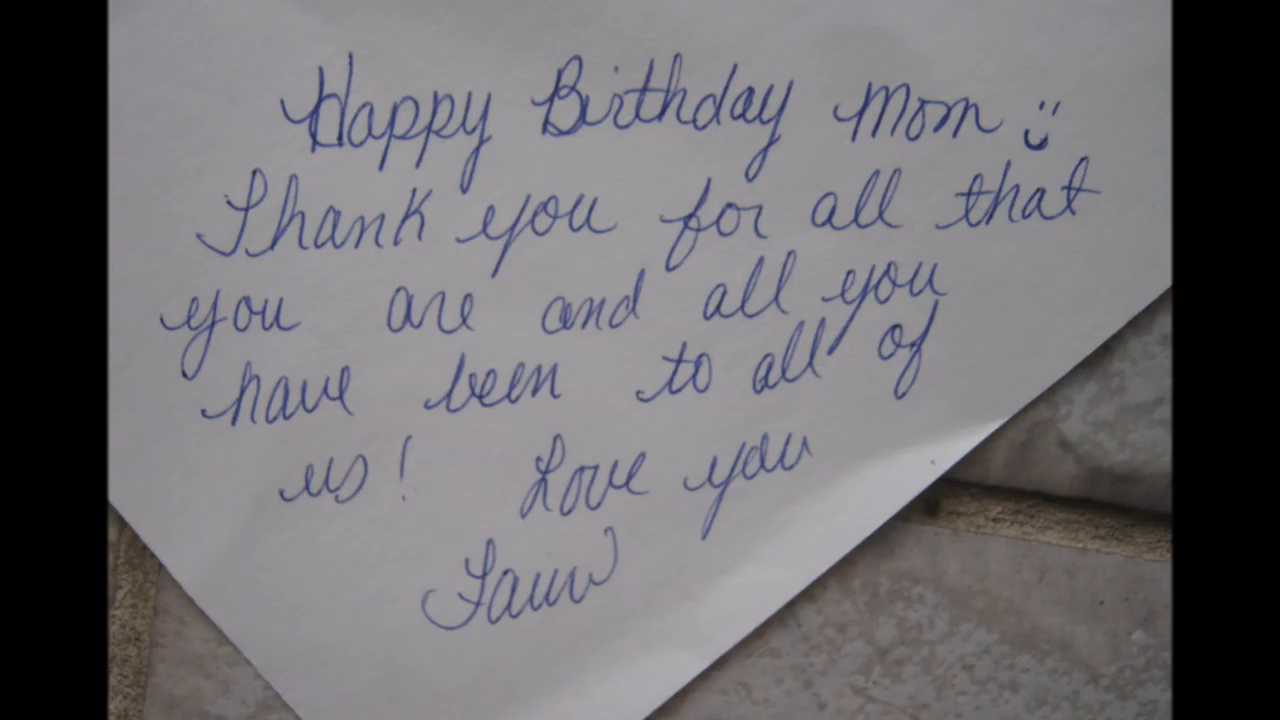 Happy Birthday Mom :)
Thank you for all that
you are and all you
have been to all of
us! Love you